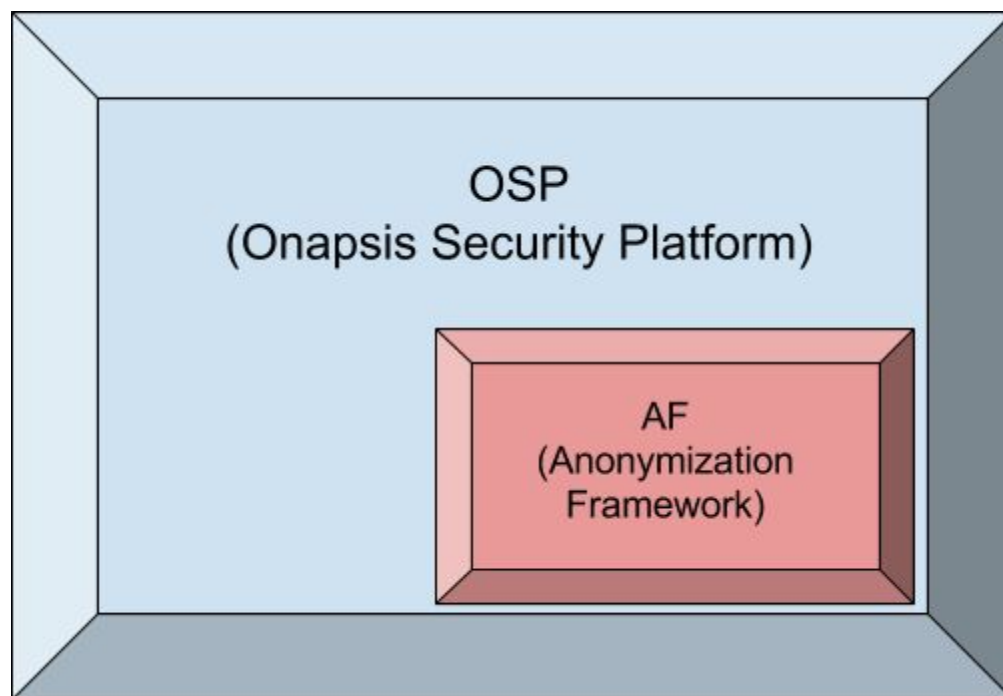 OSP
(Onapsis Security Platform)
AF
(Anonymization
Framework)